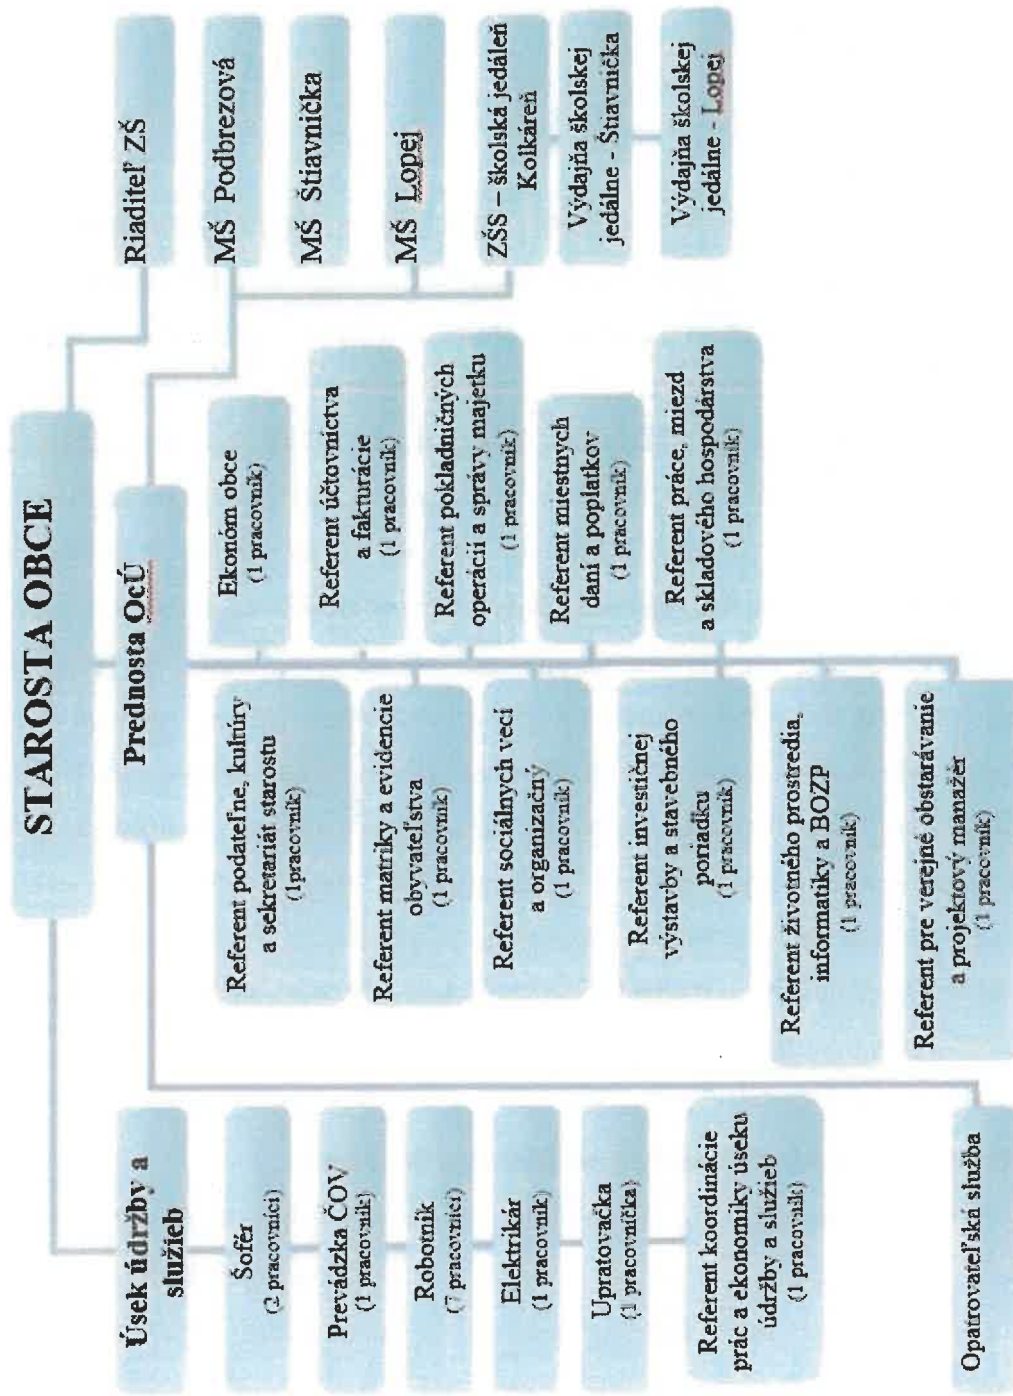 STAROSTA OBCE
Prednosta OcÚ
Úsek údržby a
služieb
Šofér
(2 pracovníci)
Prevádzka ČOV
(1 pracovník)
Robotník
(7 pracovníci)
Elektrikár
(1 pracovník)
Upratovačka
(1 pracovníčka)
Referent koordinácie
prác a ekonomiky úseku
údržby a služieb
(1 pracovník)
Opatrovateľská služba
Referent podateľne, kultúry
a sekretariát starostu
(1pracovník)
Referent matriky a evidencie
obyvateľstva
(1 pracovník)
Referent sociálnych vecí
a organizačný
(1 pracovník)
Referent investičnej
výstavby a stavebného
poriadku
(1 pracovník)
Referent životného prostredia,
informatiky a BOZP
(1 pracovník)
Referent pre verejné obstarávanie
a projektový manažér
(1 pracovník)
Ekonóm obce
(1 pracovník)
Referent účtovníctva
a fakturácie
(1 pracovník)
Referent pokladničných
operácií a správy majetku
(1 pracovník)
Referent miestnych
daní a poplatkov
(1 pracovník)
Referent práce, miezd
a skladového hospodárstva
(1 pracovník)
Riaditeľ ZŠ
MŠ Podbrezová
MŠ Štiavnička
MŠ Lopej
ZŠS – školská jedáleň
Kolkáreň
Výdajňa školskej
jedálne - Štiavnička
Výdajňa školskej
jedálne - Lopej